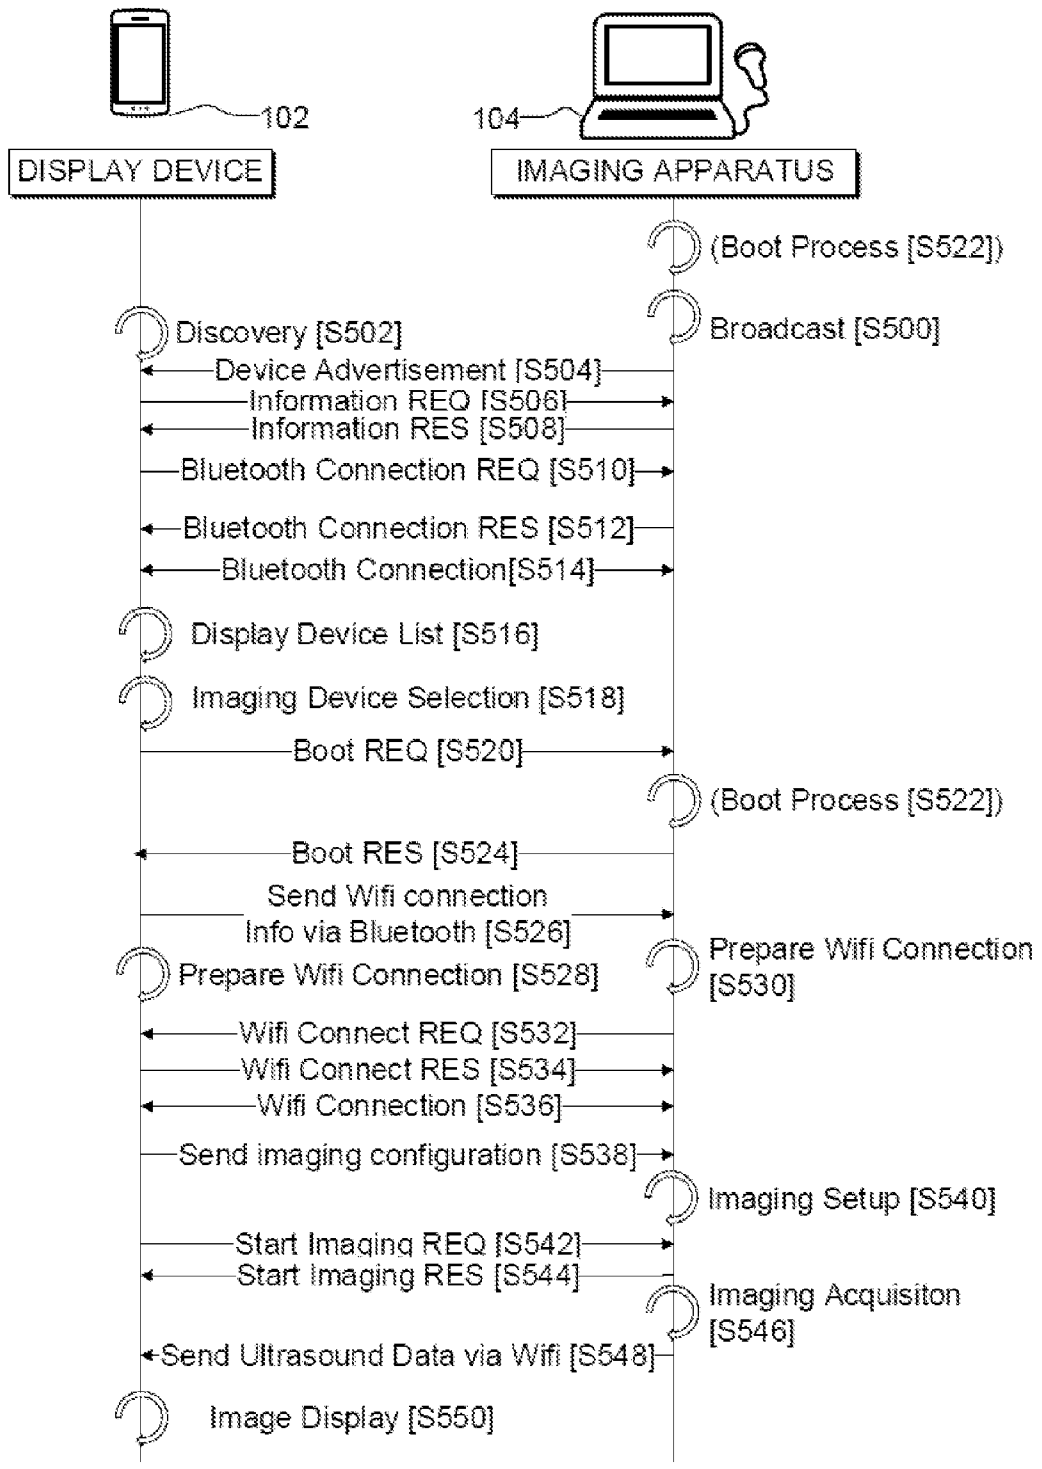 102
104
DISPLAY DEVICE
IMAGING APPARATUS
(Boot Process [S522])
Discovery [S502]
Broadcast [S500]
Device Advertisement [S504]
Information REQ [S506]
Information RES [S508]
Bluetooth Connection REQ [S510]
Bluetooth Connection RES [S512]
Bluetooth Connection[S514]
Display Device List [S516]
Imaging Device Selection [S518]
Boot REQ [S520]
(Boot Process [S522])
Boot RES [S524]
Send Wifi connection
Info via Bluetooth [S526]
Prepare Wifi Connection [S528]
Prepare Wifi Connection
[S530]
Wifi Connect REQ [S532]
Wifi Connect RES [S534]
Wifi Connection [S536]
Send imaging configuration [S538]
Imaging Setup [S540]
Start Imaging REQ [S542]
Start Imaging RES [S544]
Imaging Acquisiton
[S546]
Send Ultrasound Data via Wifi [S548]
Image Display [S550]